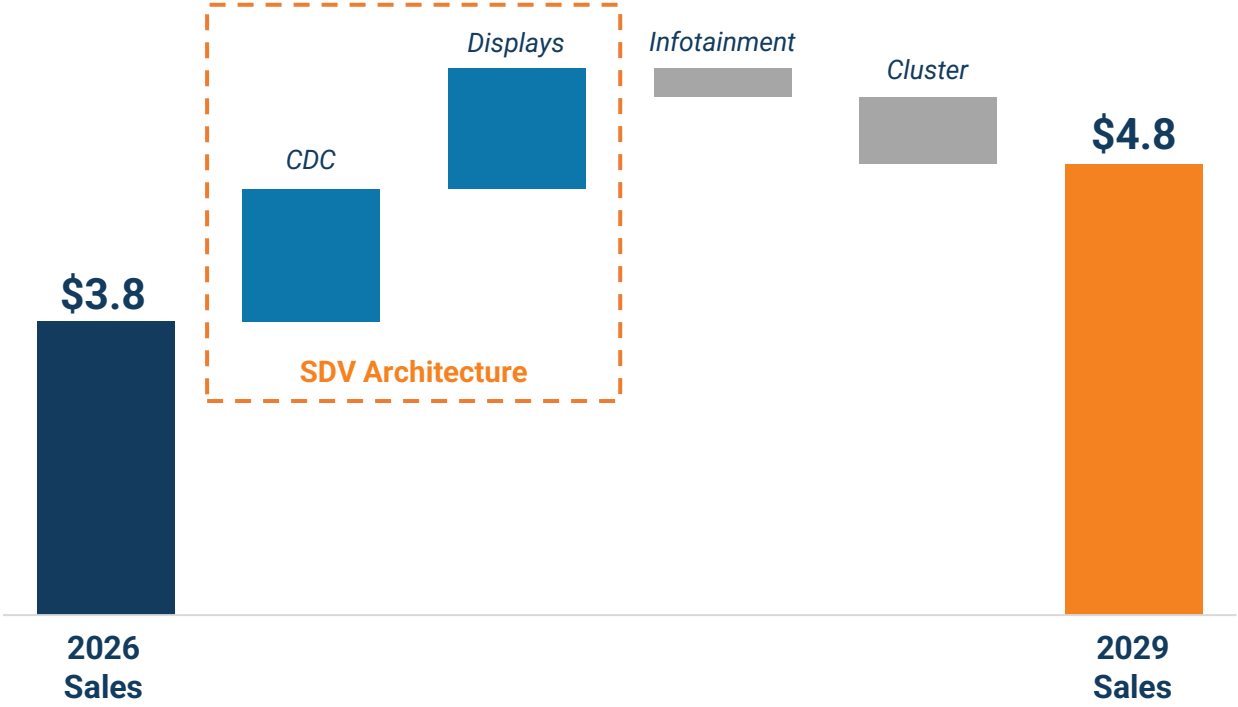 Displays
Infotainment
Cluster
CDC
$4.8
$3.8
SDV Architecture
2026
Sales
2029
Sales